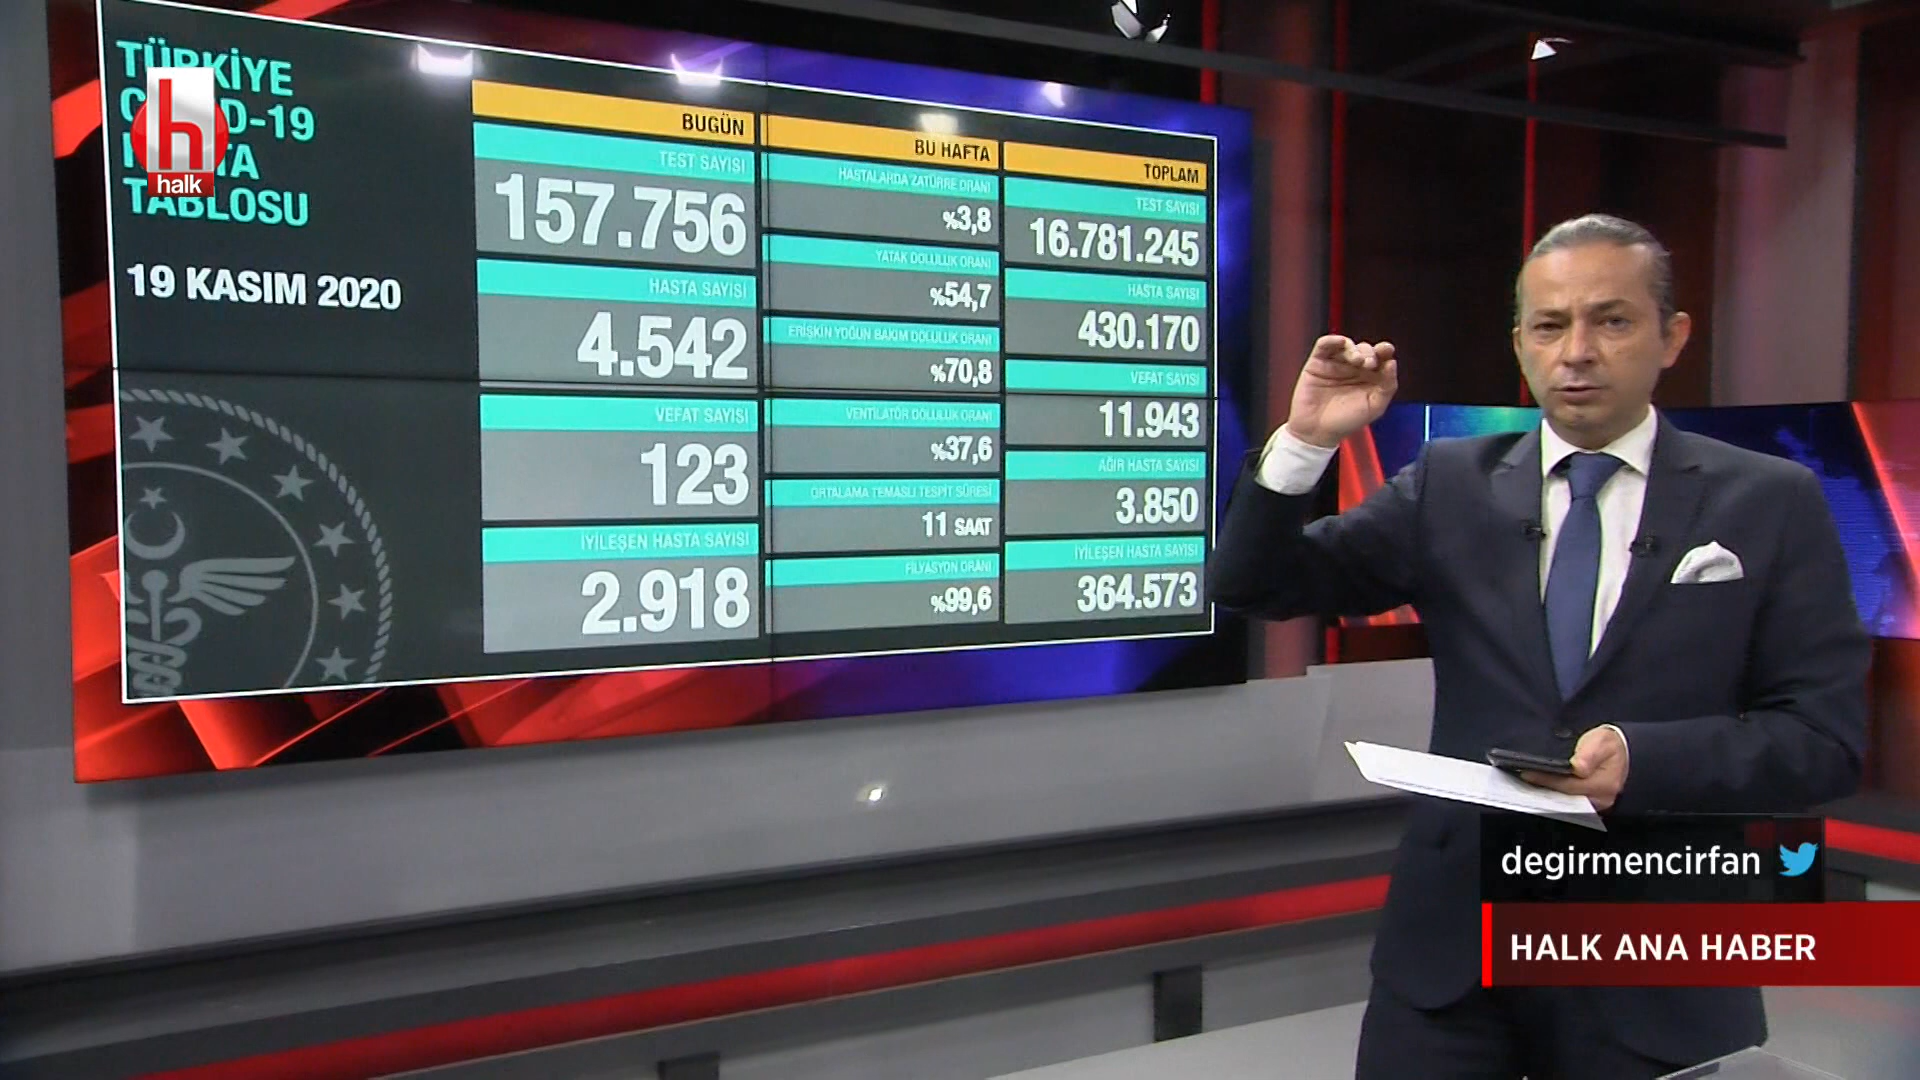 TÜRKİYE
COVID-19
HASTA
TABLOSU
19 KASIM 2020
h
halk
BUGÜN
TEST SAYISI
157.756
HASTA SAYISI
4.542
VEFAT SAYISI
123
İYİLEŞEN HASTA SAYISI
2.918
BU HAFTA
HASTALARDA ZATÜRRE ORANI
%3,8
YATAK DOLULUK ORANI
%54,7
ERİŞKİN YOĞUN BAKIM DOLULUK ORANI
%70,8
VENTİLATÖR DOLULUK ORANI
%37,6
ORTALAMA TEMASLI TESPİT SÜRESİ
11 SAAT
FİLYASYON ORANI
%99,6
TOPLAM
TEST SAYISI
16.781.245
HASTA SAYISI
430.170
VEFAT SAYISI
11.943
AĞIR HASTA SAYISI
3.850
İYİLEŞEN HASTA SAYISI
364.573
degirmencirfan
HALK ANA HABER